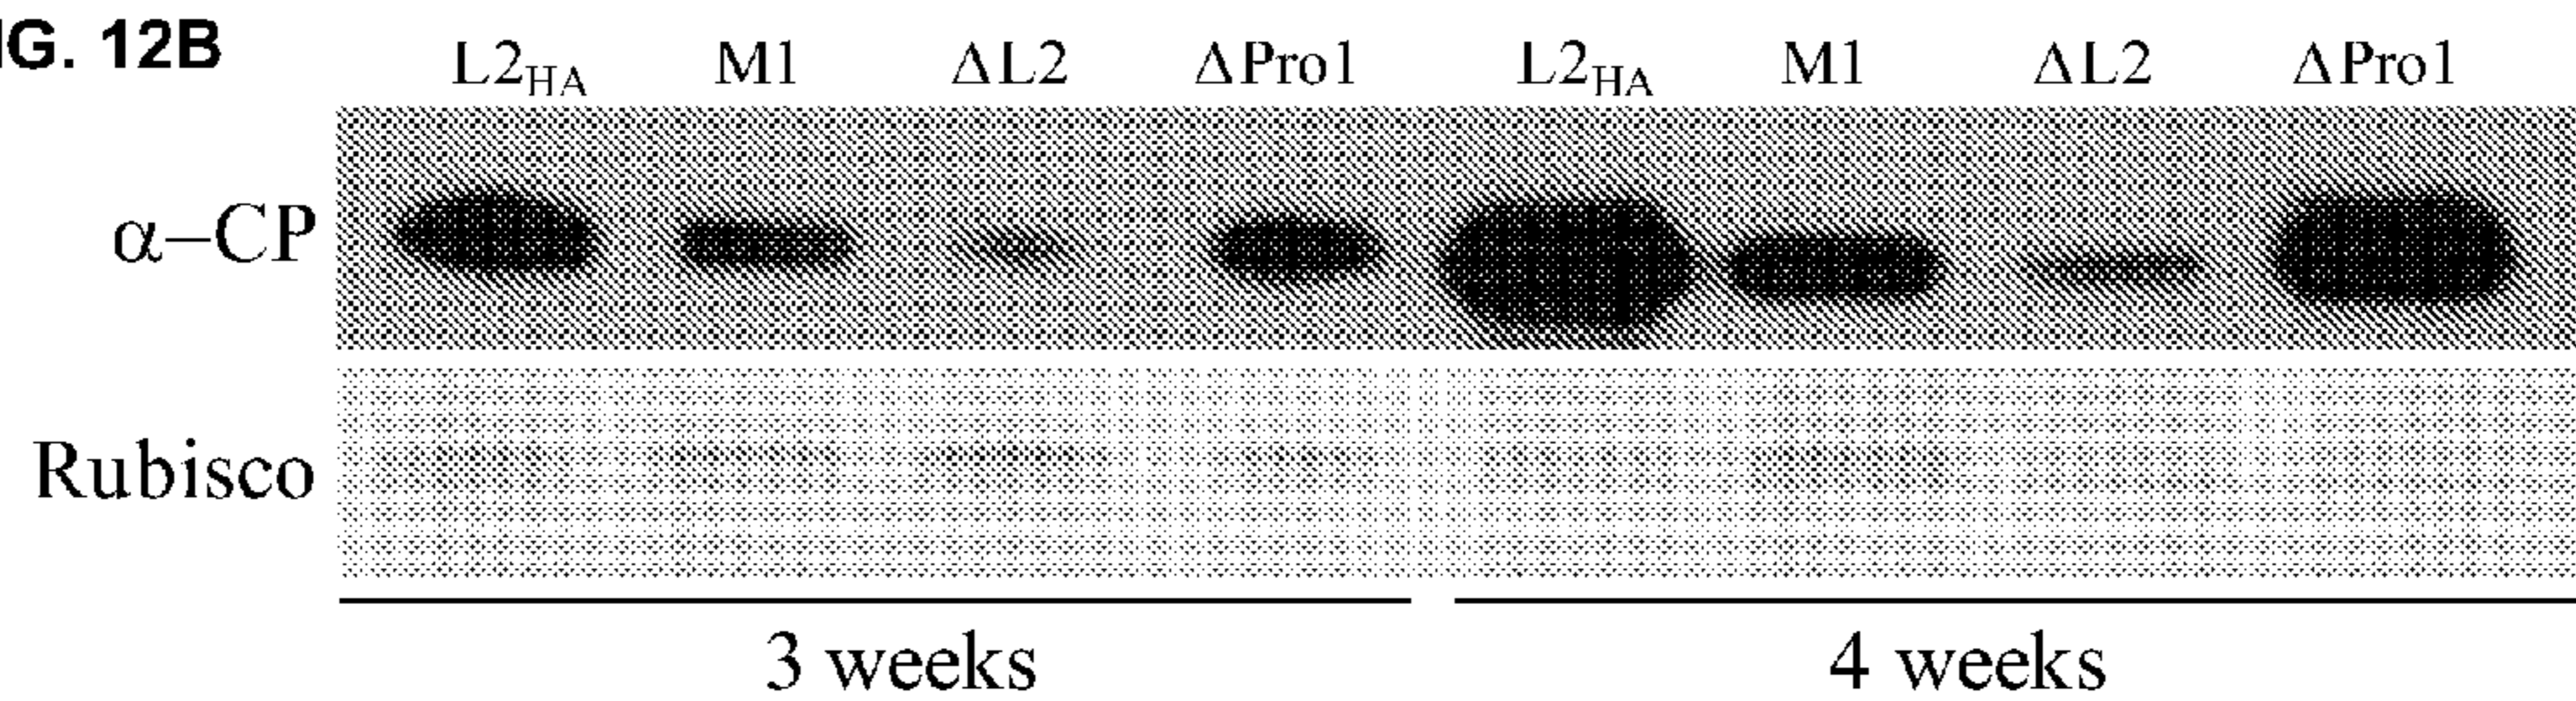 G. 12B
L2HA M1 ΔL2 ΔPro1 L2HA M1 ΔL2 ΔPro1
α–CP
Rubisco
3 weeks 4 weeks